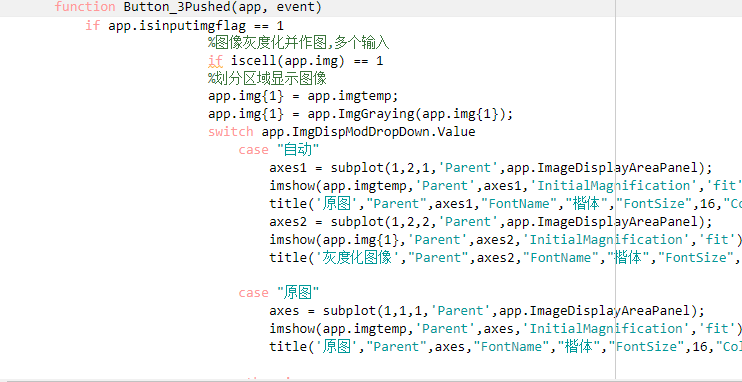 function Button_3Pushed(app, event)
if app.isinputimgflag == 1
%图像灰度化并作图,多个输入
if iscell(app.img) == 1
%划分区域显示图像
app.img{1} = app.imgtemp;
app.img{1} = app.ImgGraying(app.img{1});
switch app.ImgDispModDropDown.Value
case "自动"
axes1 = subplot(1,2,1,'Parent',app.ImageDisplayAreaPanel);
imshow(app.imgtemp,'Parent',axes1,'InitialMagnification','fit'
title('原图',"Parent",axes1,"FontName","楷体","FontSize",16,"Co
axes2 = subplot(1,2,2,'Parent',app.ImageDisplayAreaPanel);
imshow(app.img{1},'Parent',axes2,'InitialMagnification','fit')
title('灰度化图像',"Parent",axes2,"FontName","楷体","FontSize",
case "原图"
axes = subplot(1,1,1,'Parent',app.ImageDisplayAreaPanel);
imshow(app.imgtemp,'Parent',axes,'InitialMagnification','fit')
title('原图',"Parent",axes,"FontName","楷体","FontSize",16,"Col